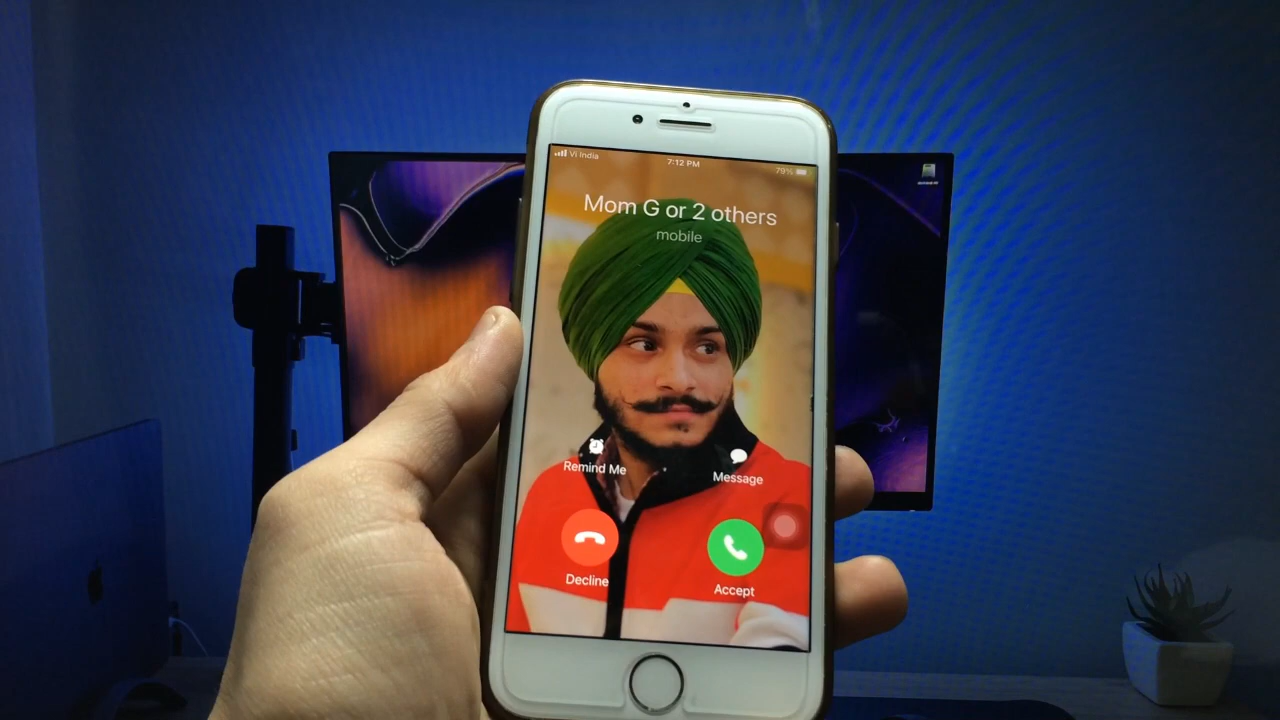 Vi India
7:12 PM
79%
Mom G or 2 others
mobile
Remind Me
Message
Decline
Accept